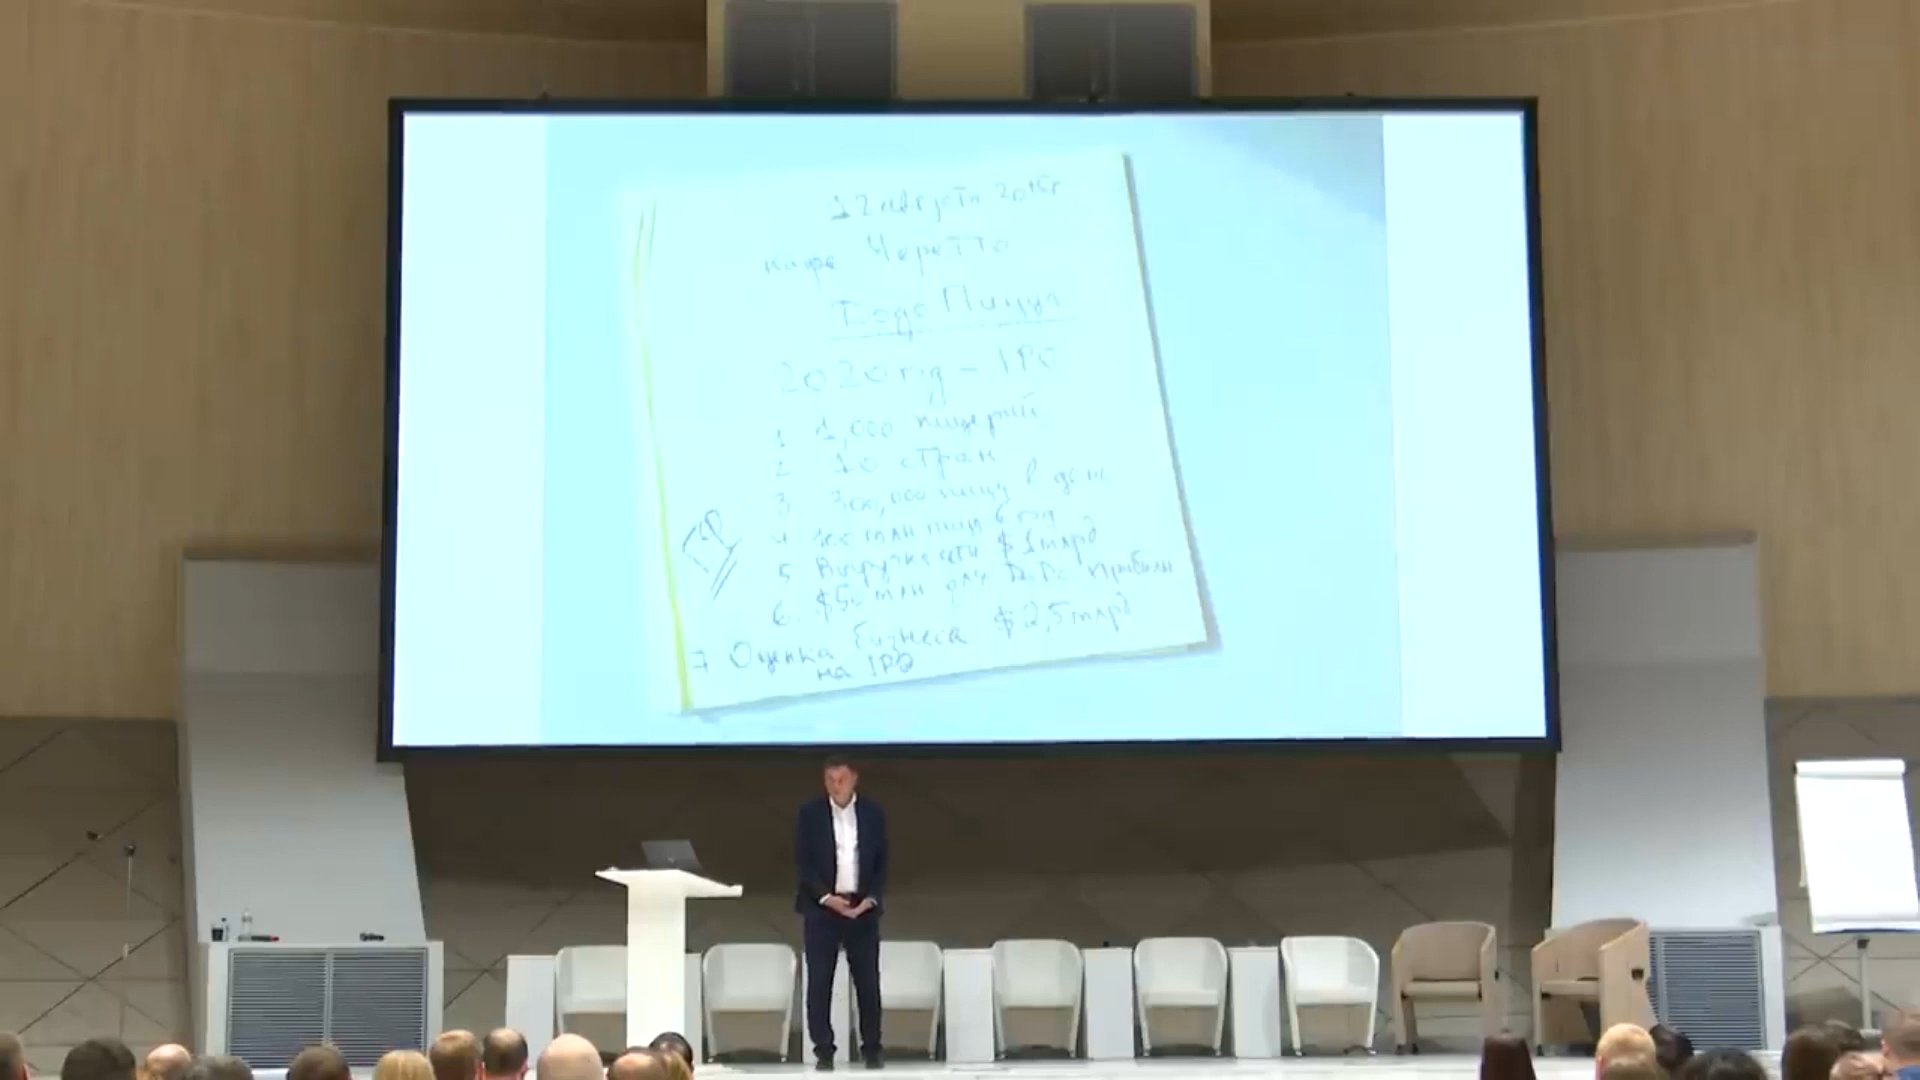 12 августа 2015г
кафе Черетто
Додо Пицца
2020 год - IPO
1 1,000 пиццерий
2 10 стран
3 300,000 пицц в день
4 100 млн пицц в год
5 Выручка сети $1 млрд
6. $50 млн для DoDo прибыли
7 Оценка бизнеса $2,5 млрд
на IPO